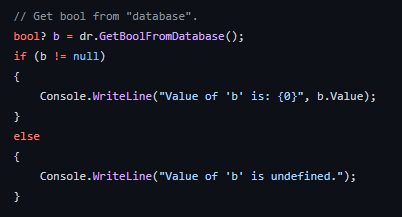 // Get bool from "database".
bool? b = dr.GetBoolFromDatabase();
if (b != null)
{
    Console.WriteLine("Value of 'b' is: {0}", b.Value);
}
else
{
    Console.WriteLine("Value of 'b' is undefined.");
}